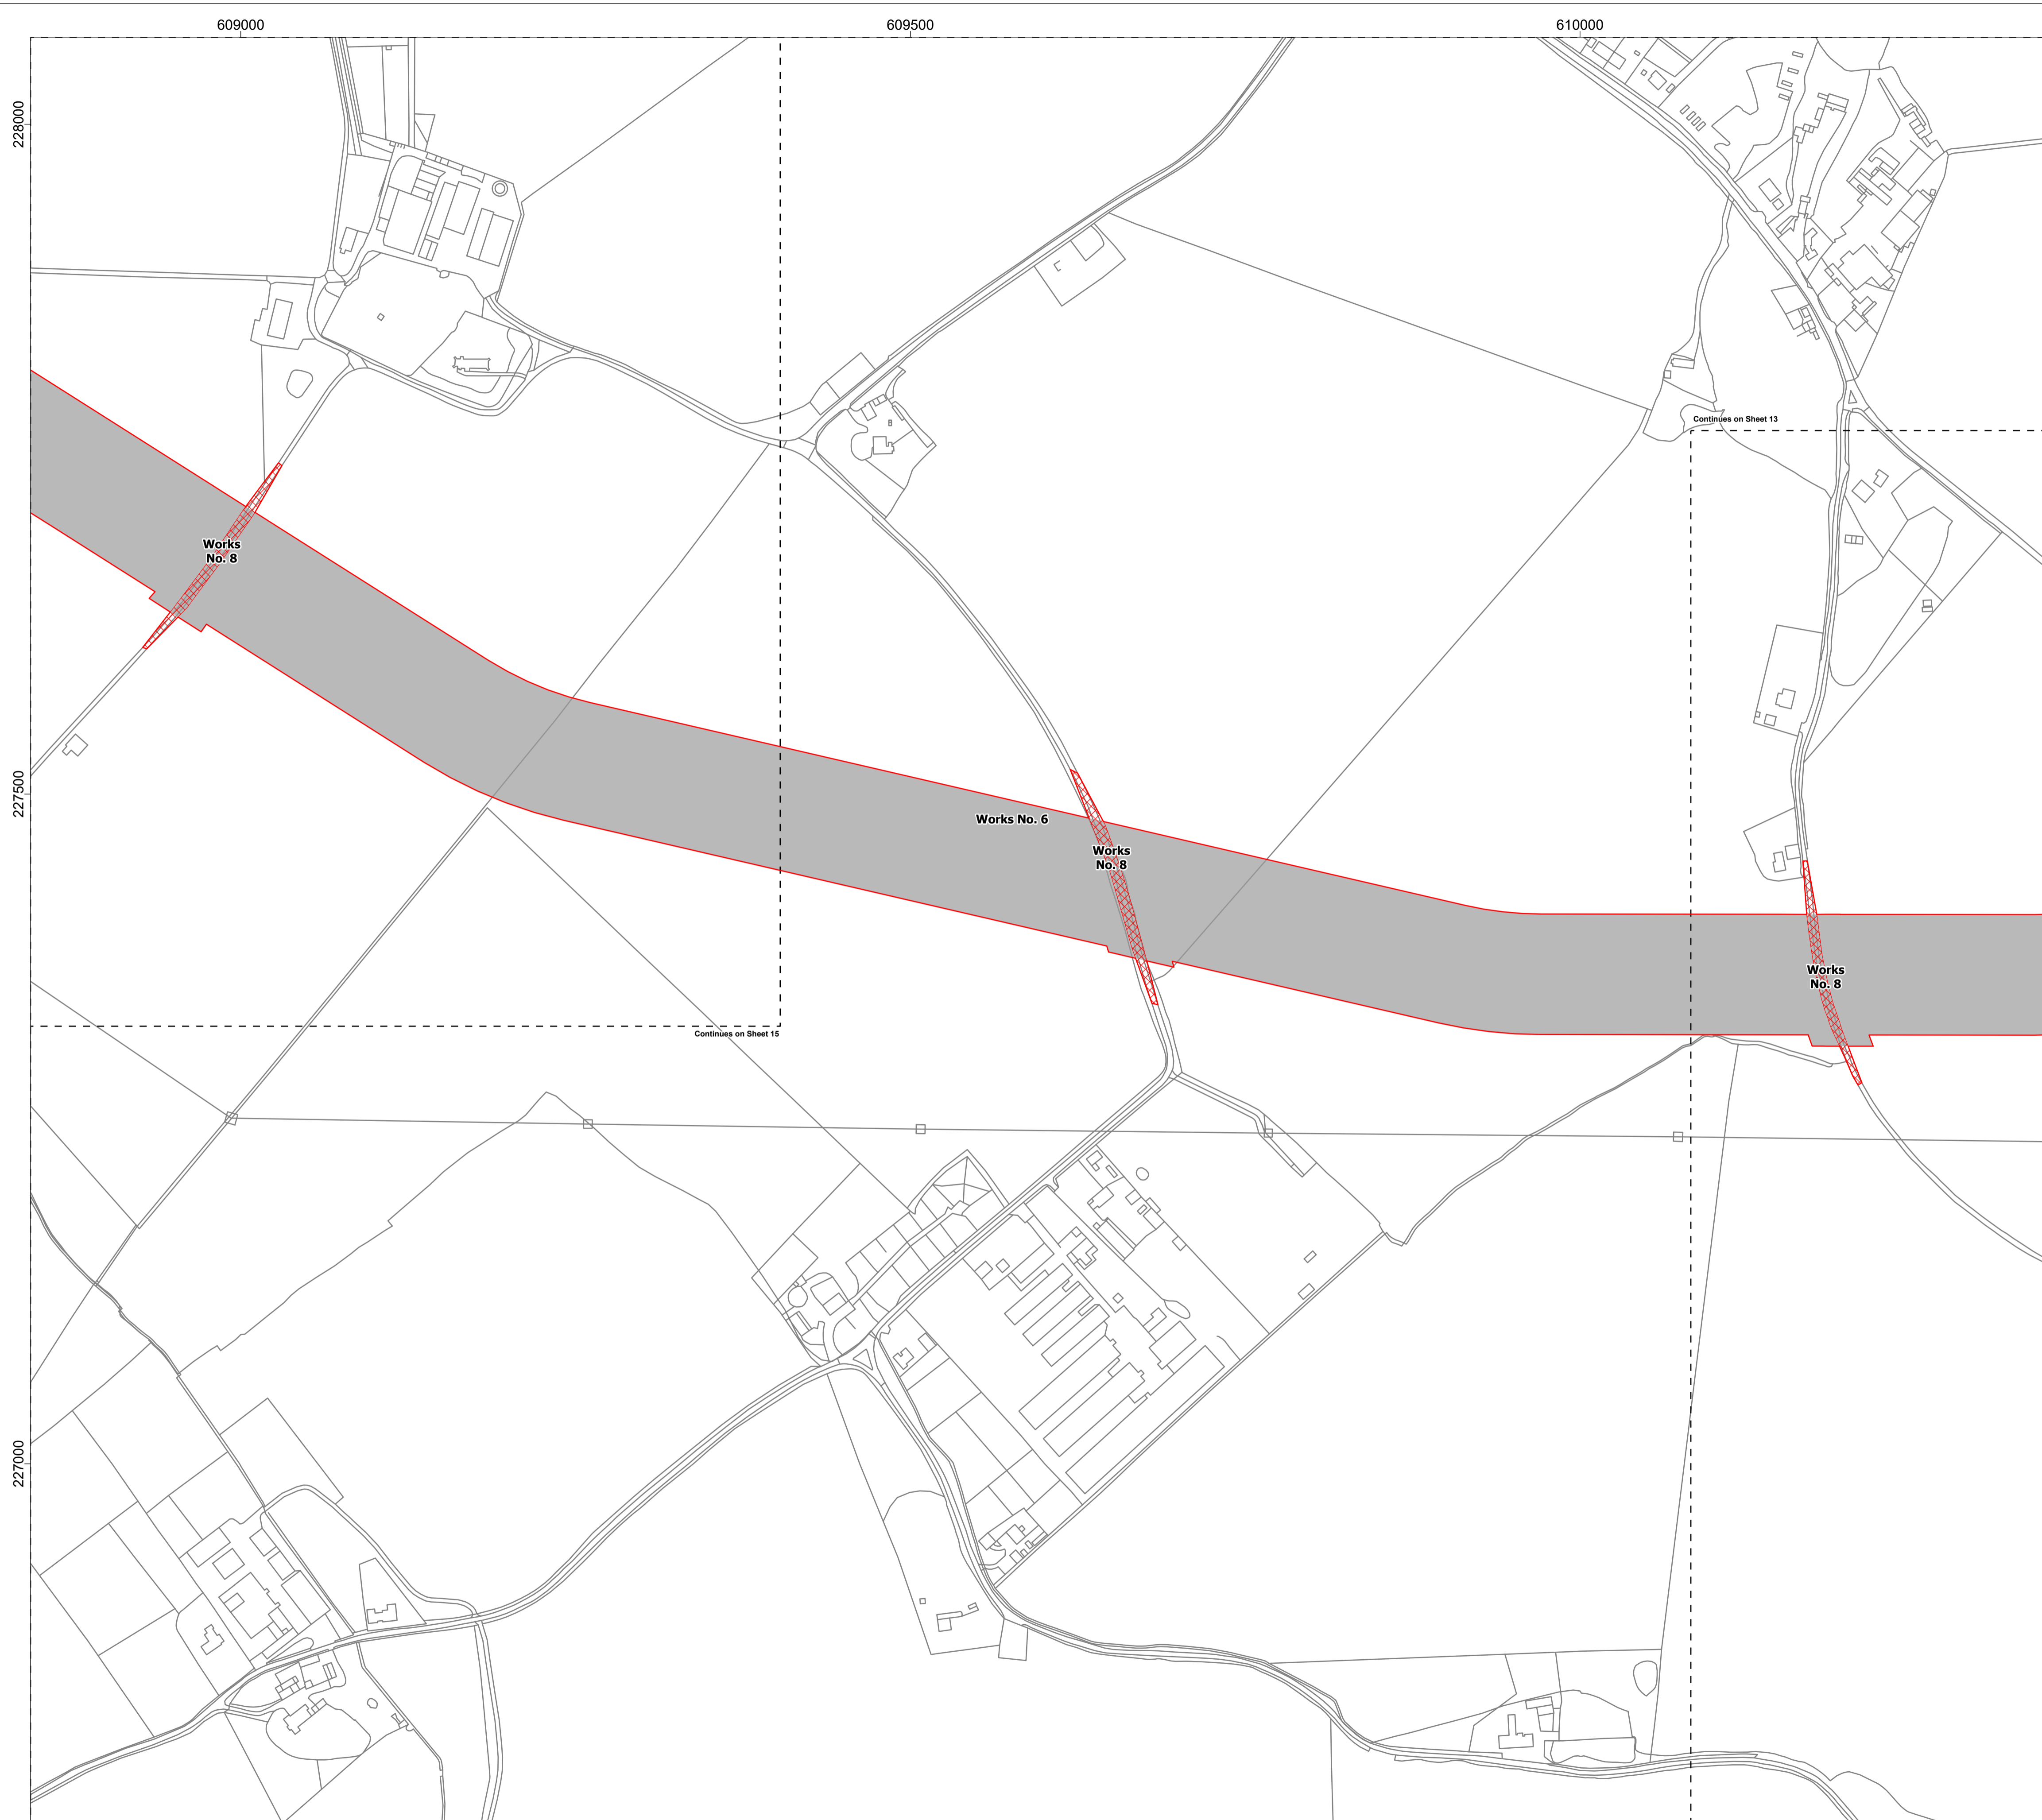 609000
609500
610000
228000
Continues on Sheet 13
Works
No. 8
227500
Works No. 6
Works
No. 8
Works
No. 8
Continues on Sheet 15
227000